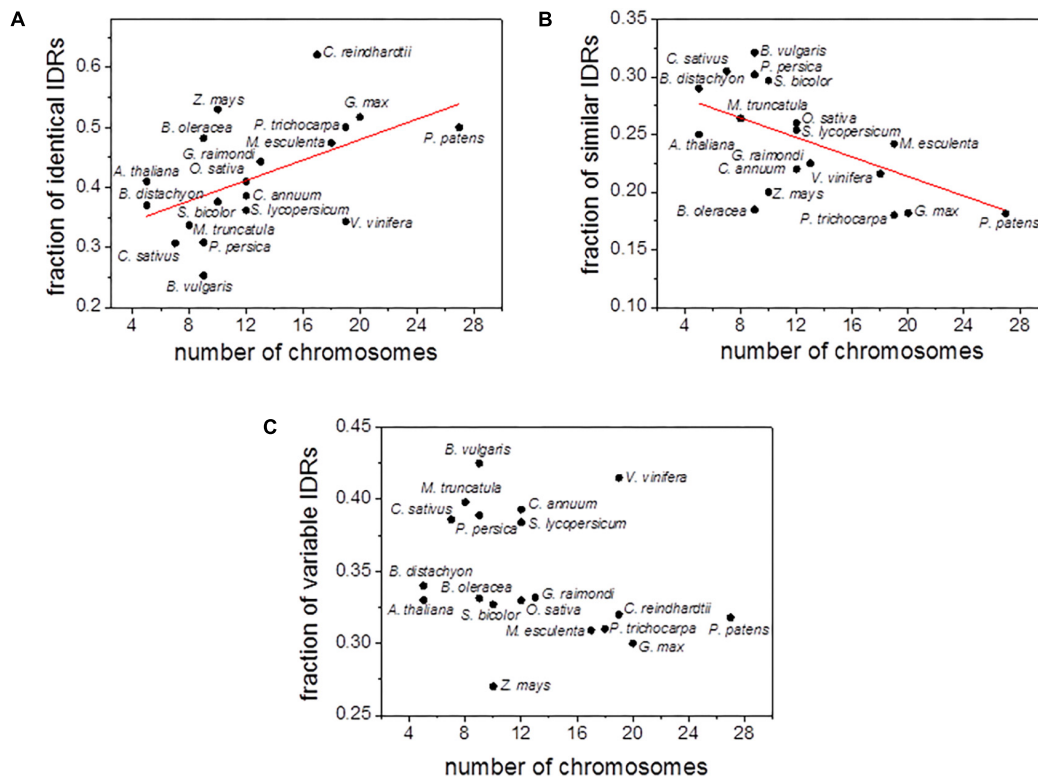 A
fraction of identical IDRs
0.6
0.5
0.4
0.3
0.2
C. reindhardtii
Z. mays
G. max
B. oleracea
P. trichocarpa
P. patens
M. esculenta
G. raimondi
A. thaliana
O. sativa
B. distachyon
C. annuum
S. bicolor
S. lycopersicum
V. vinifera
M. truncatula
C. sativus
P. persica
B. vulgaris
4 8 12 16 20 24 28
number of chromosomes
B
fraction of similar IDRs
0.35
0.30
0.25
0.20
0.15
0.10
B. vulgaris
C. sativus
P. persica
B. distachyon
S. bicolor
M. truncatula
O. sativa
S. lycopersicum
A. thaliana
M. esculenta
G. raimondi
C. annuum
V. vinifera
Z. mays
B. oleracea
P. trichocarpa
G. max
P. patens
4 8 12 16 20 24 28
number of chromosomes
C
fraction of variable IDRs
0.45
0.40
0.35
0.30
0.25
B. vulgaris
V. vinifera
M. truncatula
C. sativus
C. annuum
P. persica
S. lycopersicum
B. distachyon
B. oleracea
G. raimondi
A. thaliana
S. bicolor
O. sativa
C. reindhardtii
M. esculenta
P. trichocarpa
P. patens
G. max
Z. mays
4 8 12 16 20 24 28
number of chromosomes